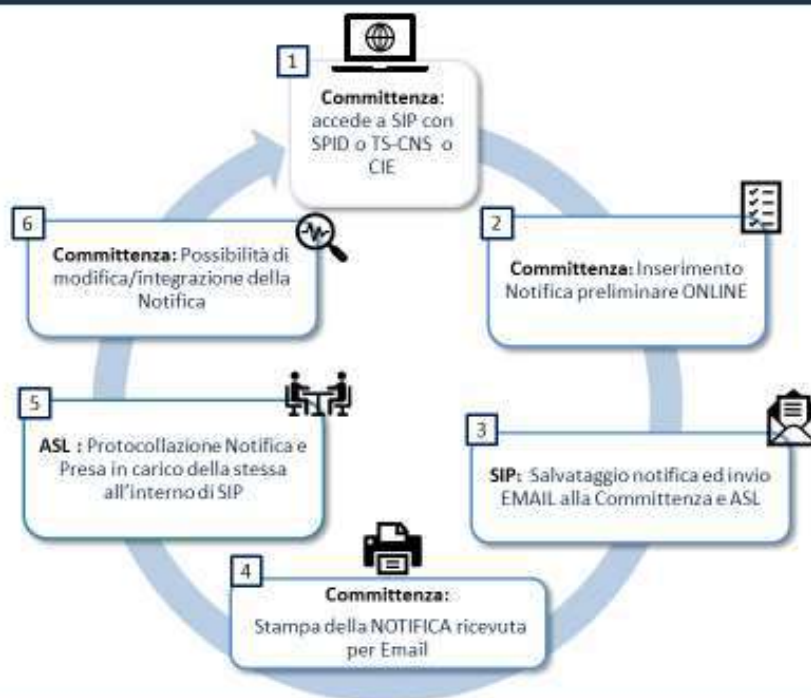 1
Committenza:
accede a SIP con
SPID o TS-CNS o
CIE
2
Committenza: Inserimento
Notifica preliminare ONLINE
3
SIP: Salvataggio notifica ed invio
EMAIL alla Committenza e ASL
4
Committenza:
Stampa della NOTIFICA ricevuta
per Email
5
ASL : Protocollazione Notifica e
Presa in carico della stessa
all'interno di SIP
6
Committenza: Possibilità di
modifica/integrazione della
Notifica